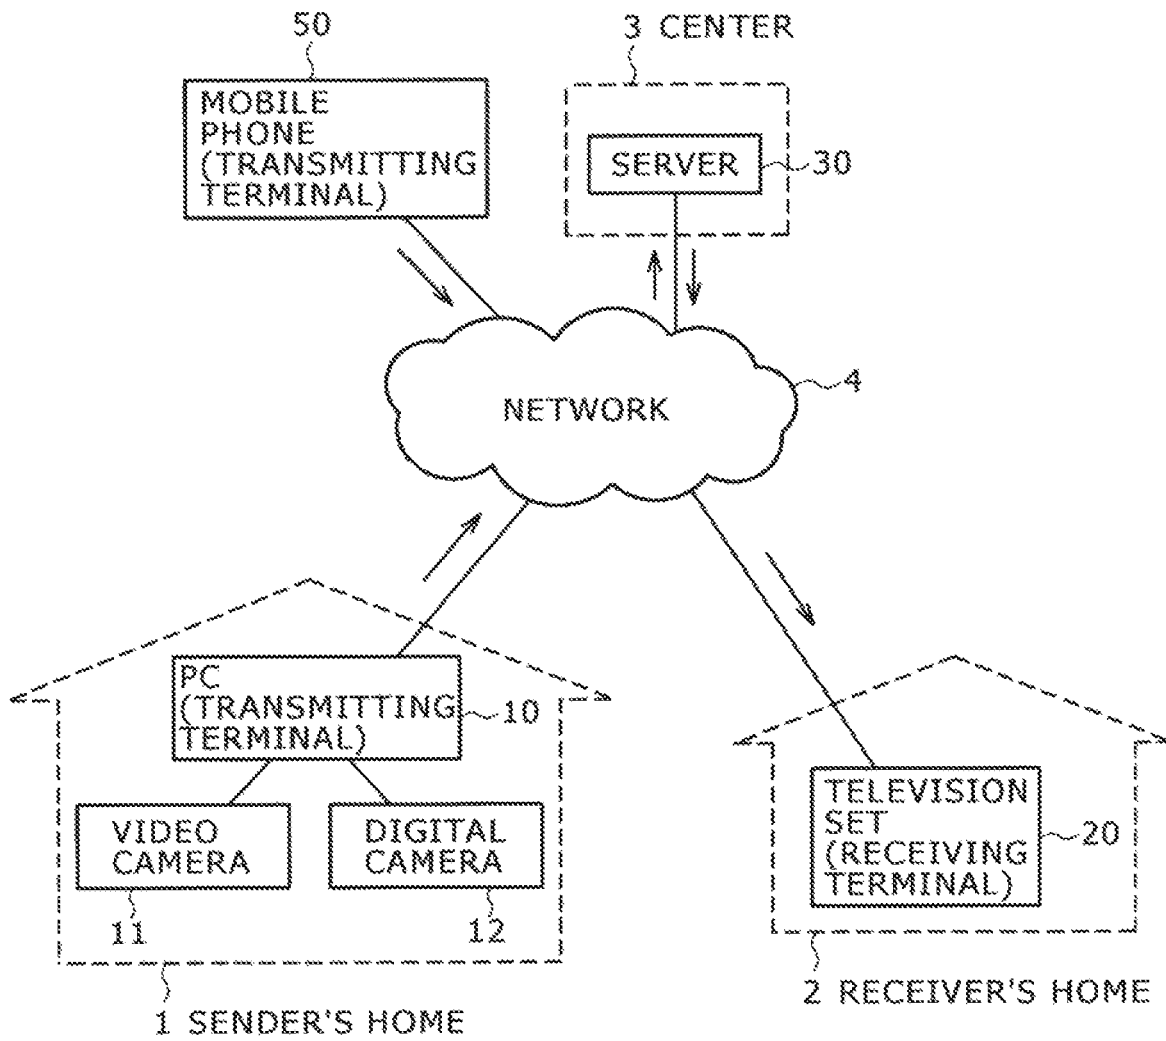 50
MOBILE
PHONE
(TRANSMITTING
TERMINAL)
3 CENTER
SERVER
30
NETWORK
4
PC
(TRANSMITTING
TERMINAL)
10
VIDEO
CAMERA
11
DIGITAL
CAMERA
12
1 SENDER'S HOME
TELEVISION
SET
(RECEIVING
TERMINAL)
20
2 RECEIVER'S HOME